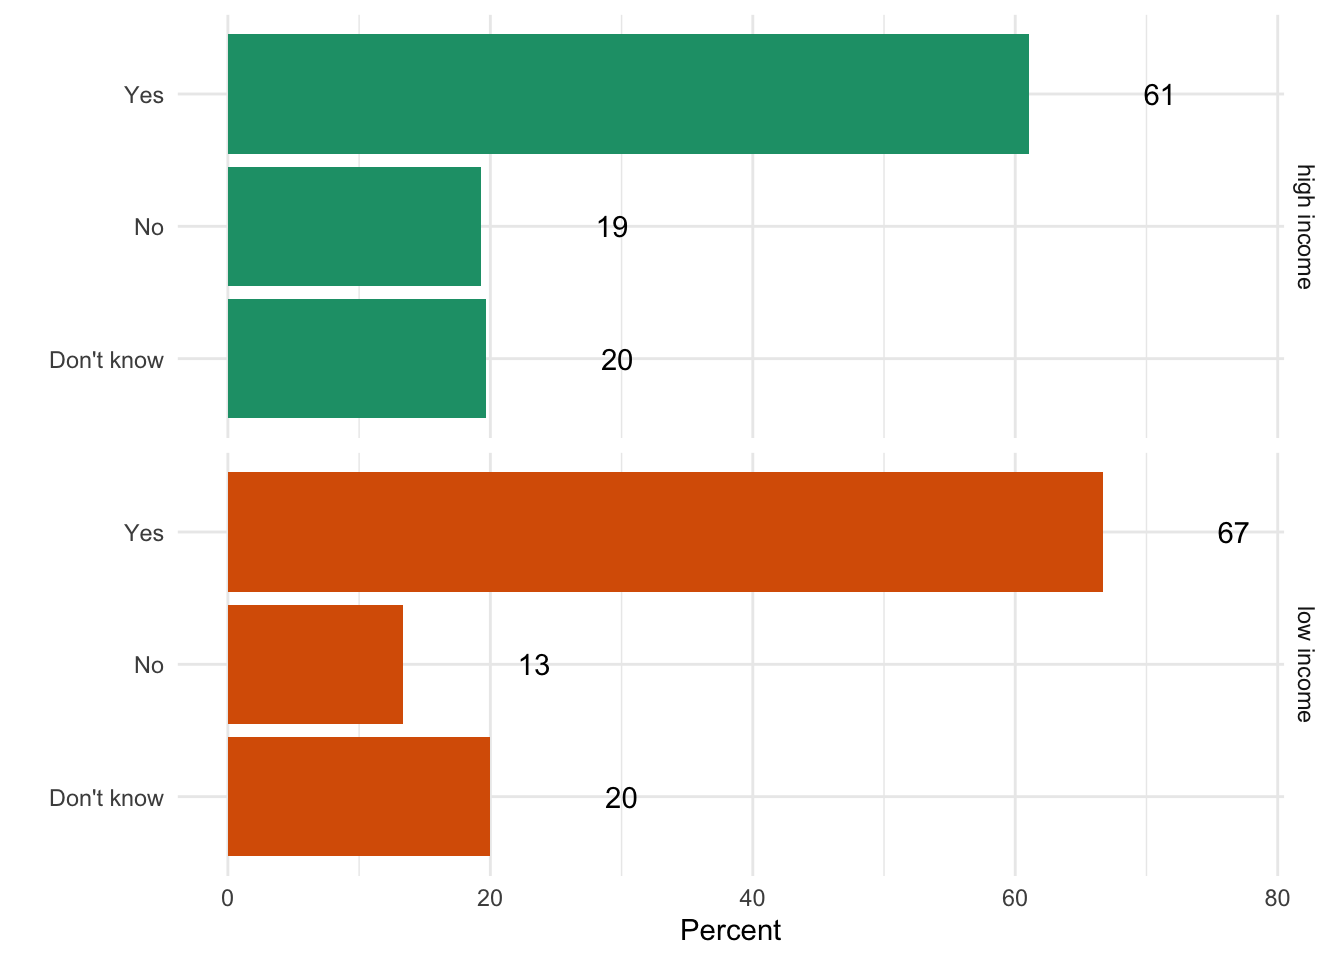 Yes
61
No
19
Don't know
20
high income
Yes
67
No
13
Don't know
20
low income
0 20 40 60 80
Percent